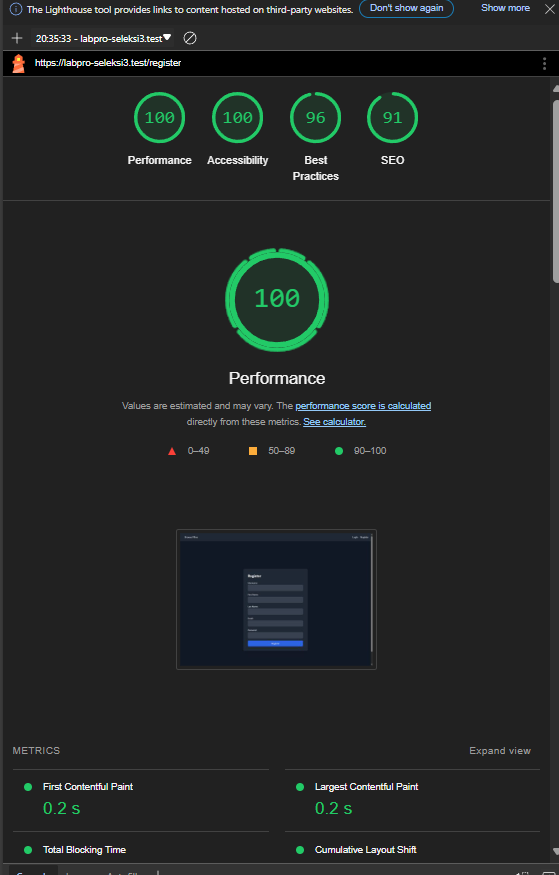 The Lighthouse tool provides links to content hosted on third-party websites. Don't show again Show more
20:35:33 - labpro-seleksi3.test
https://labpro-seleksi3.test/register
100 100 96 91
Performance Accessibility Best Practices SEO
100
Performance
Values are estimated and may vary. The performance score is calculated
directly from these metrics. See calculator.
0–49 50–89 90–100
Register
METRICS Expand view
First Contentful Paint Largest Contentful Paint
0.2 s 0.2 s
Total Blocking Time Cumulative Layout Shift